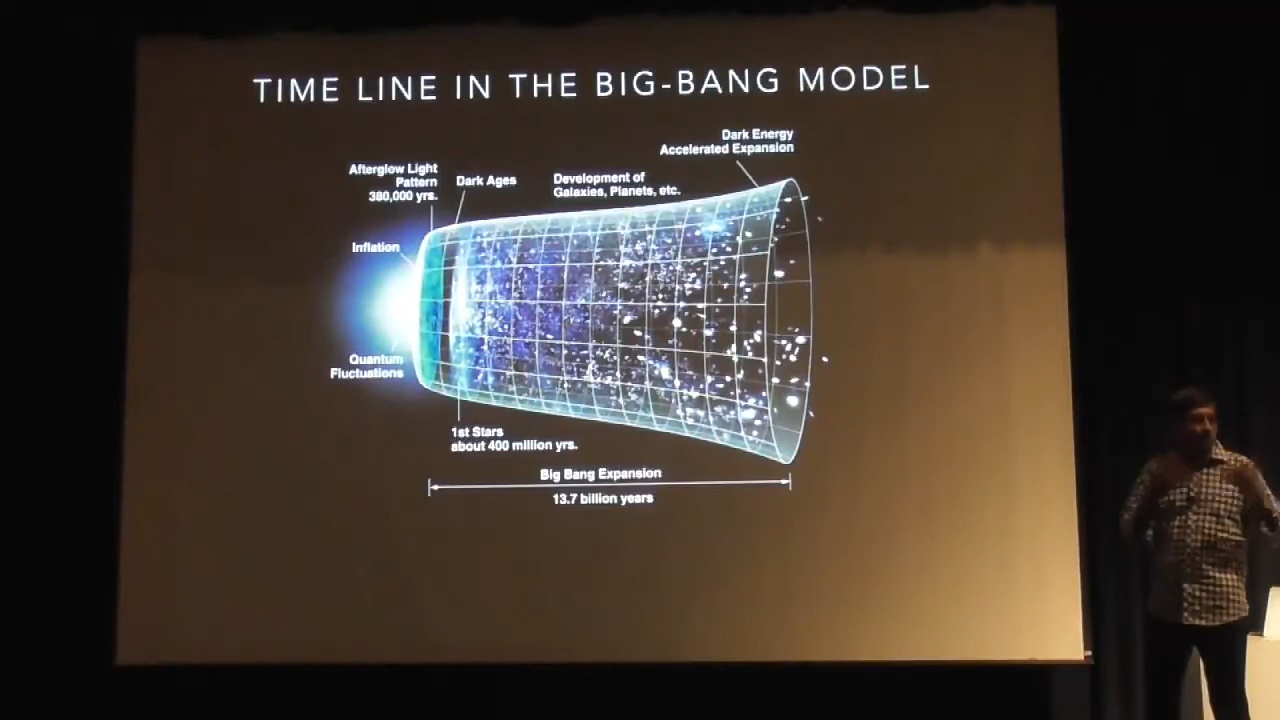 TIME LINE IN THE BIG-BANG MODEL
Dark Energy
Accelerated Expansion
Afterglow Light
Pattern
380,000 yrs.
Dark Ages
Development of
Galaxies, Planets, etc.
Inflation
Quantum
Fluctuations
1st Stars
about 400 million yrs.
Big Bang Expansion
13.7 billion years